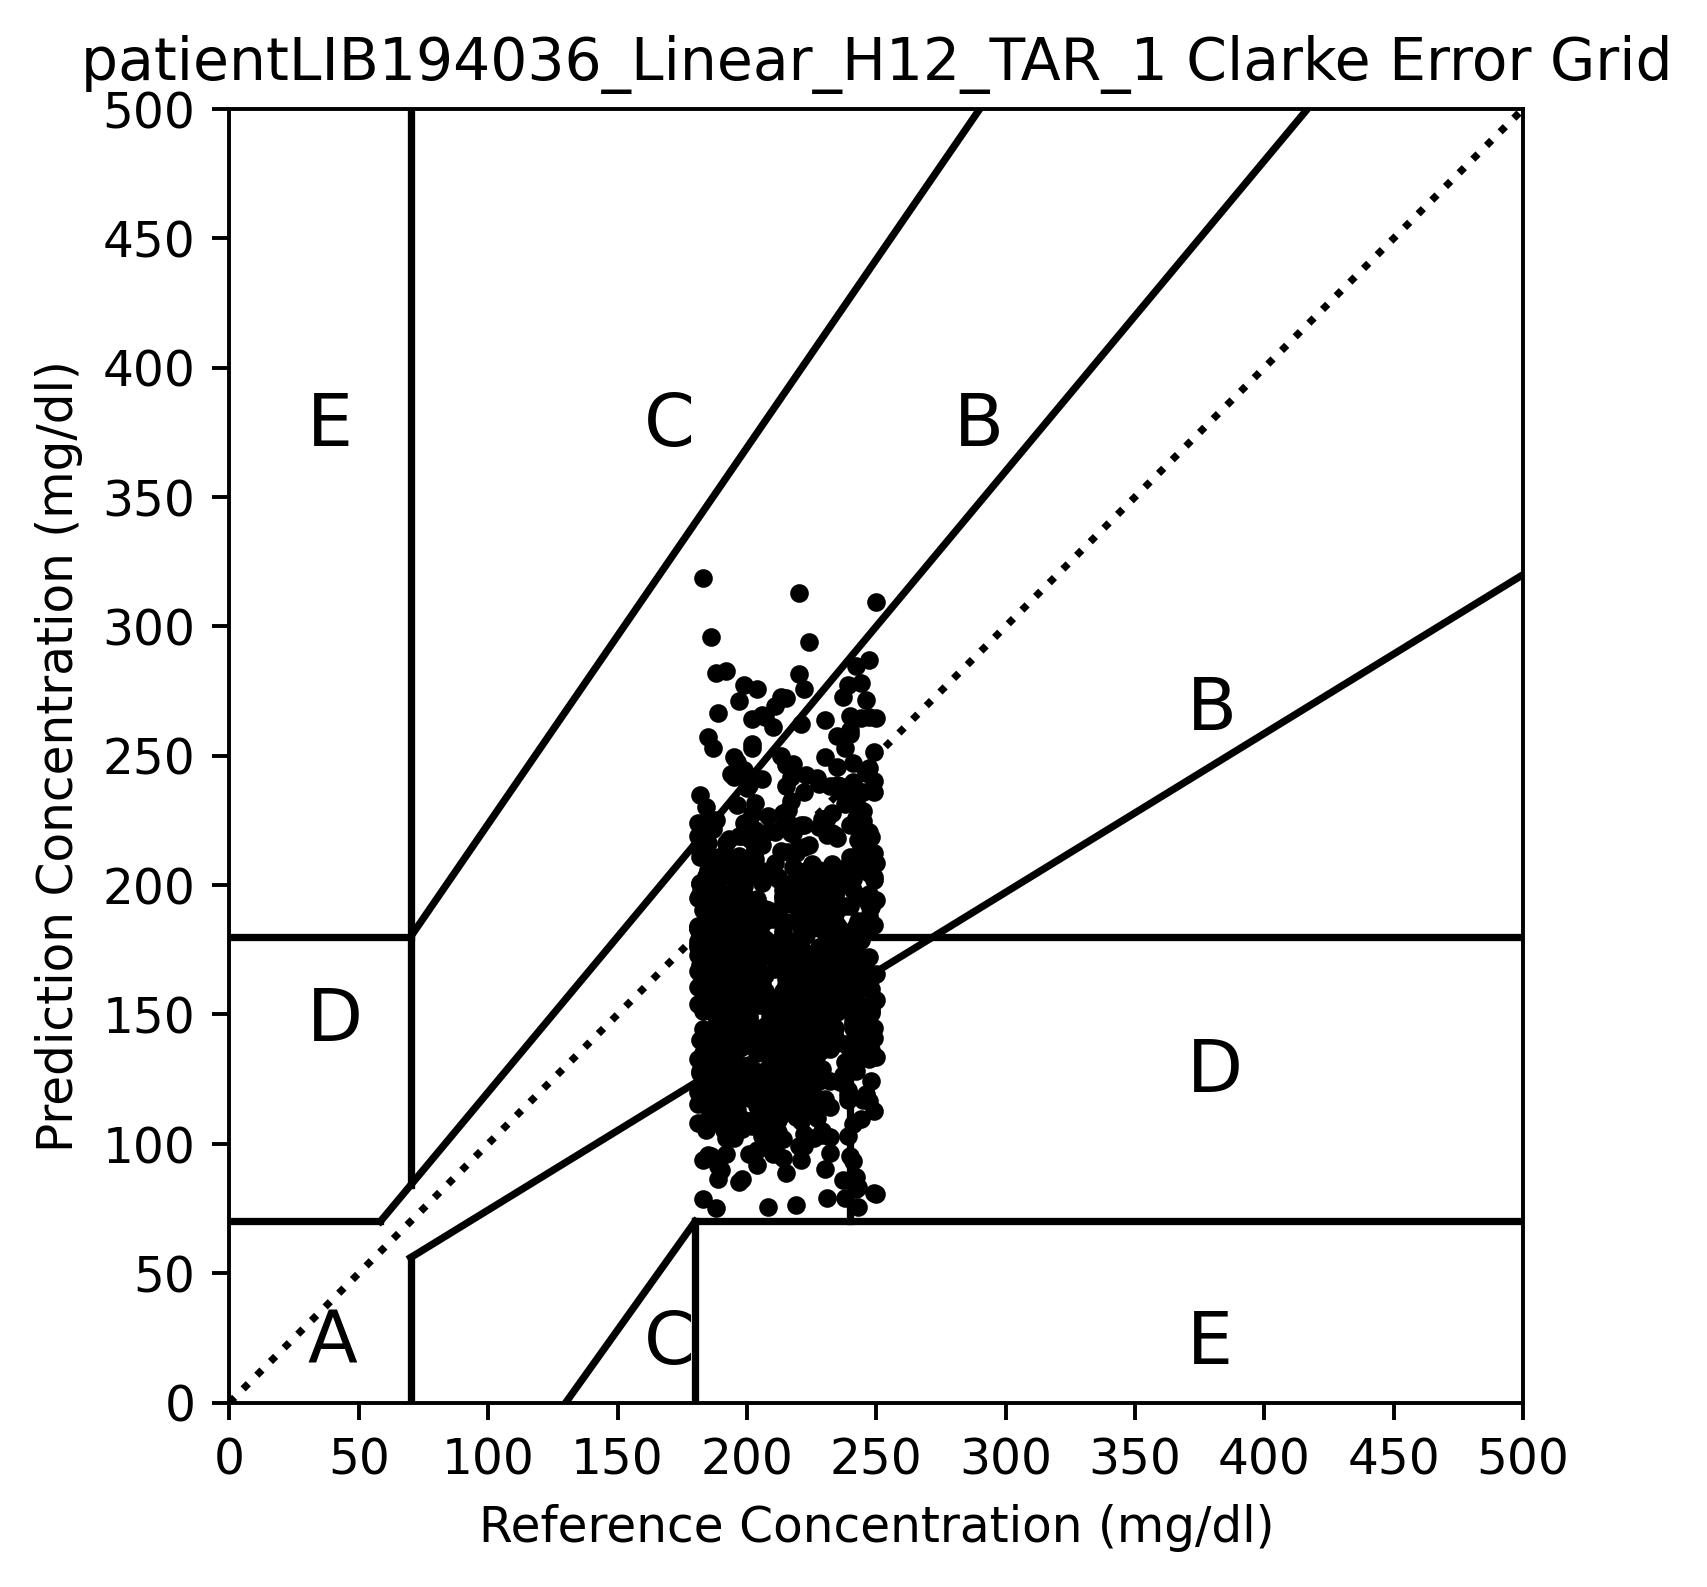 patientLIB194036_Linear_H12_TAR_1 Clarke Error Grid
500
450
400
350
300
250
200
150
100
50
0
Prediction Concentration (mg/dl)
E
C
B
B
D
D
A
C
E
0 50 100 150 200 250 300 350 400 450 500
Reference Concentration (mg/dl)